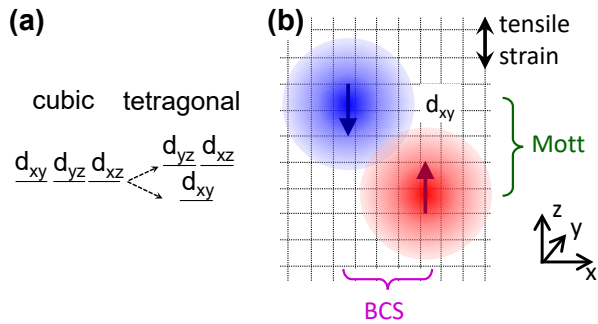 (a)
cubic tetragonal
dxy dyz dxz
dyz dxz
dxy
(b)
tensile
strain
dxy
Mott
BCS
z
y
x